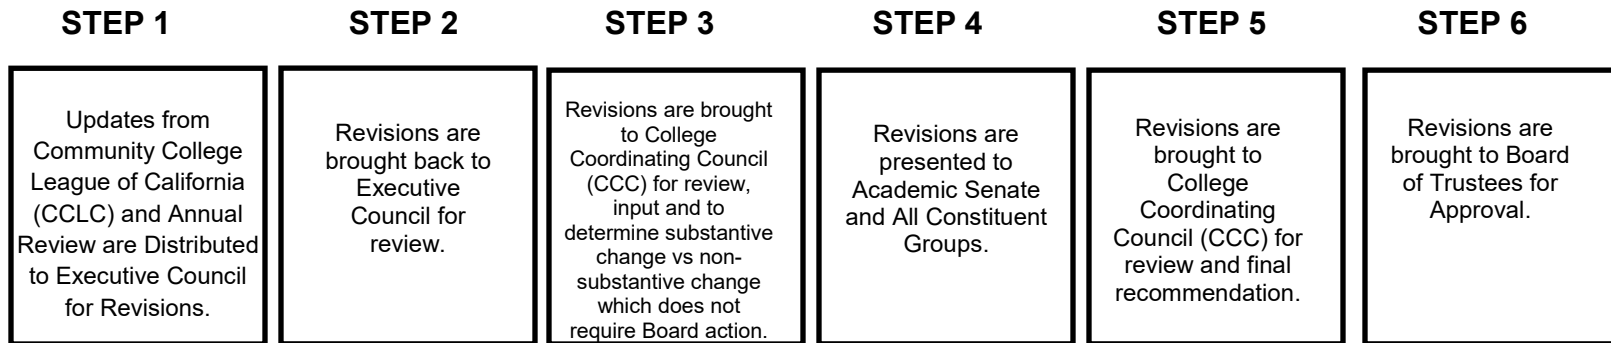 STEP 1
STEP 2
STEP 3
STEP 4
STEP 5
STEP 6
Updates from
Community College
League of California
(CCLC) and Annual
Review are Distributed
to Executive Council
for Revisions.
Revisions are
brought back to
Executive
Council for
review.
Revisions are brought
to College
Coordinating Council
(CCC) for review,
input and to
determine substantive
change vs non-
substantive change
which does not
require Board action.
Revisions are
presented to
Academic Senate
and All Constituent
Groups.
Revisions are
brought to
College
Coordinating
Council (CCC) for
review and final
recommendation.
Revisions are
brought to Board
of Trustees for
Approval.